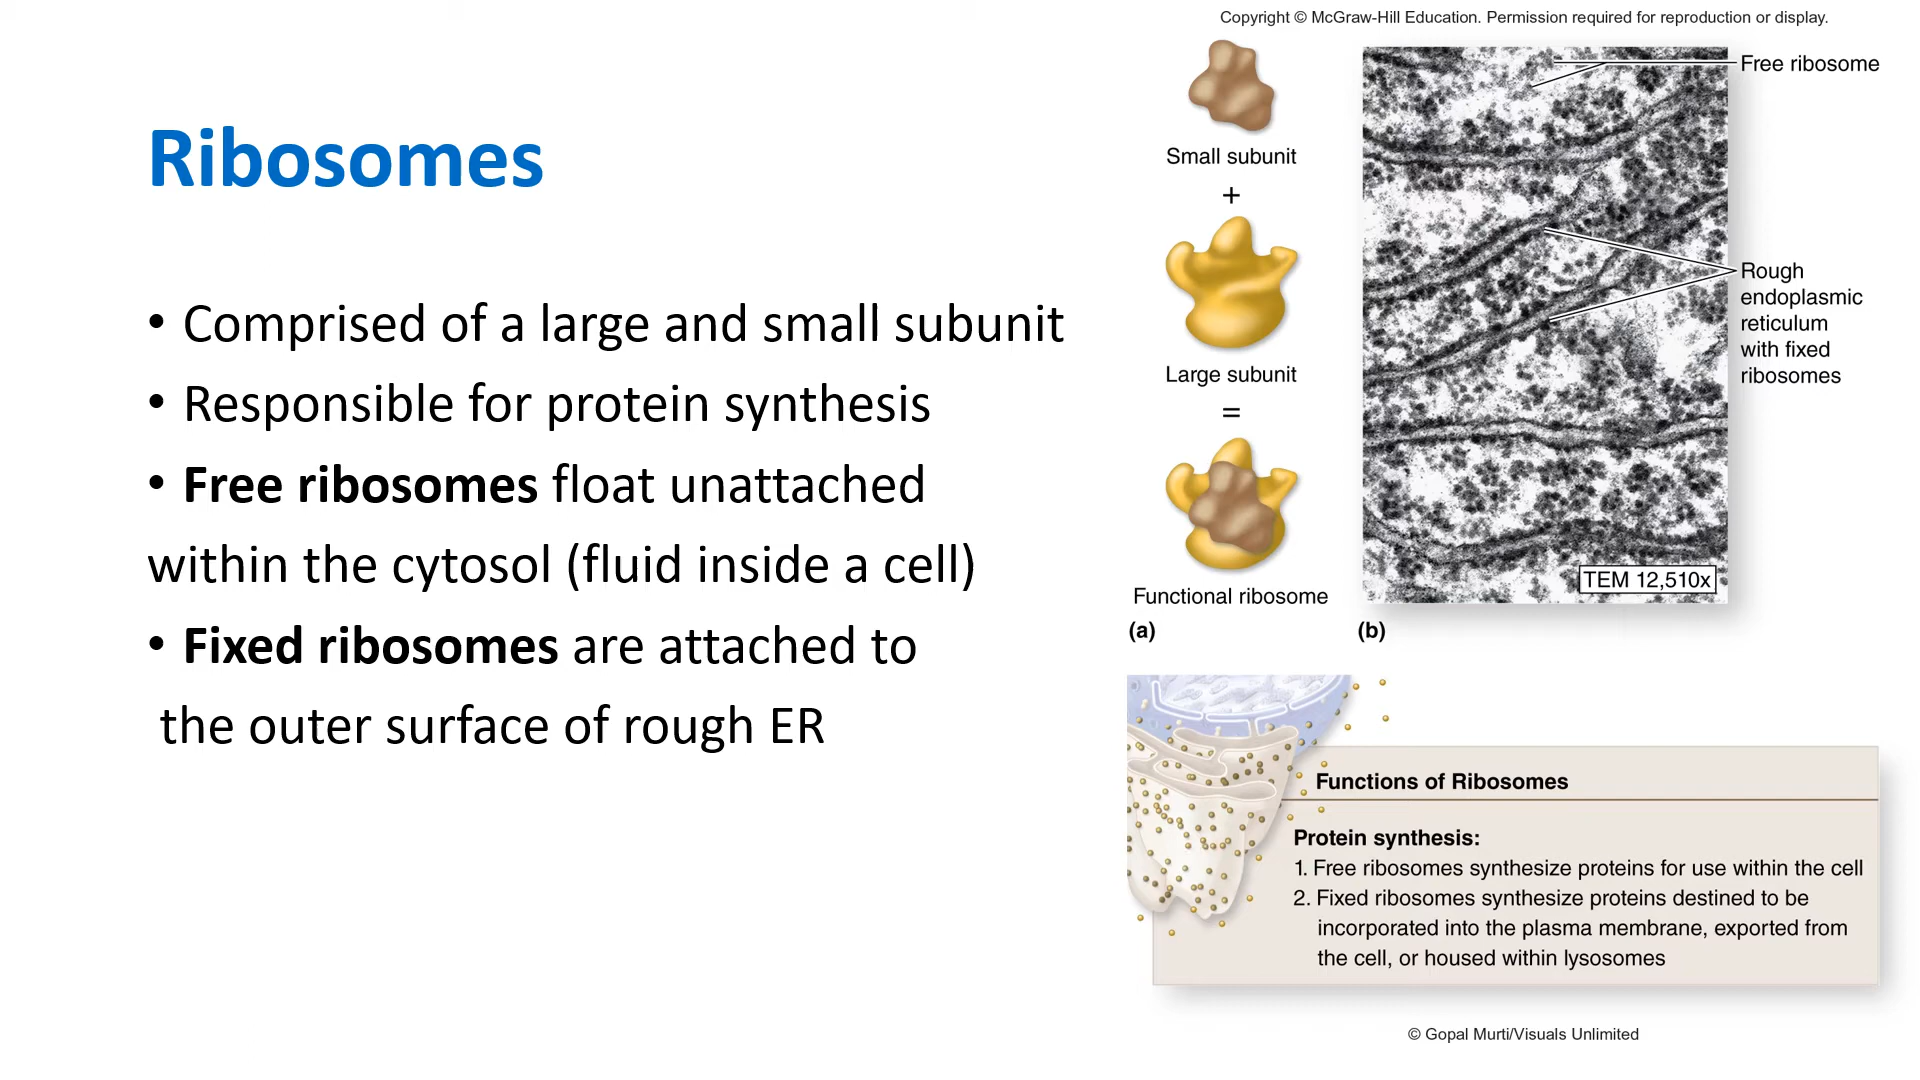 Copyright © McGraw-Hill Education. Permission required for reproduction or display.
Ribosomes
• Comprised of a large and small subunit
• Responsible for protein synthesis
• Free ribosomes float unattached
within the cytosol (fluid inside a cell)
• Fixed ribosomes are attached to
the outer surface of rough ER
Small subunit
+
Large subunit
=
Functional ribosome
(a)
Free ribosome
Rough
endoplasmic
reticulum
with fixed
ribosomes
TEM 12,510x
(b)
Functions of Ribosomes
Protein synthesis:
1. Free ribosomes synthesize proteins for use within the cell
2. Fixed ribosomes synthesize proteins destined to be
incorporated into the plasma membrane, exported from
the cell, or housed within lysosomes
© Gopal Murti/Visuals Unlimited